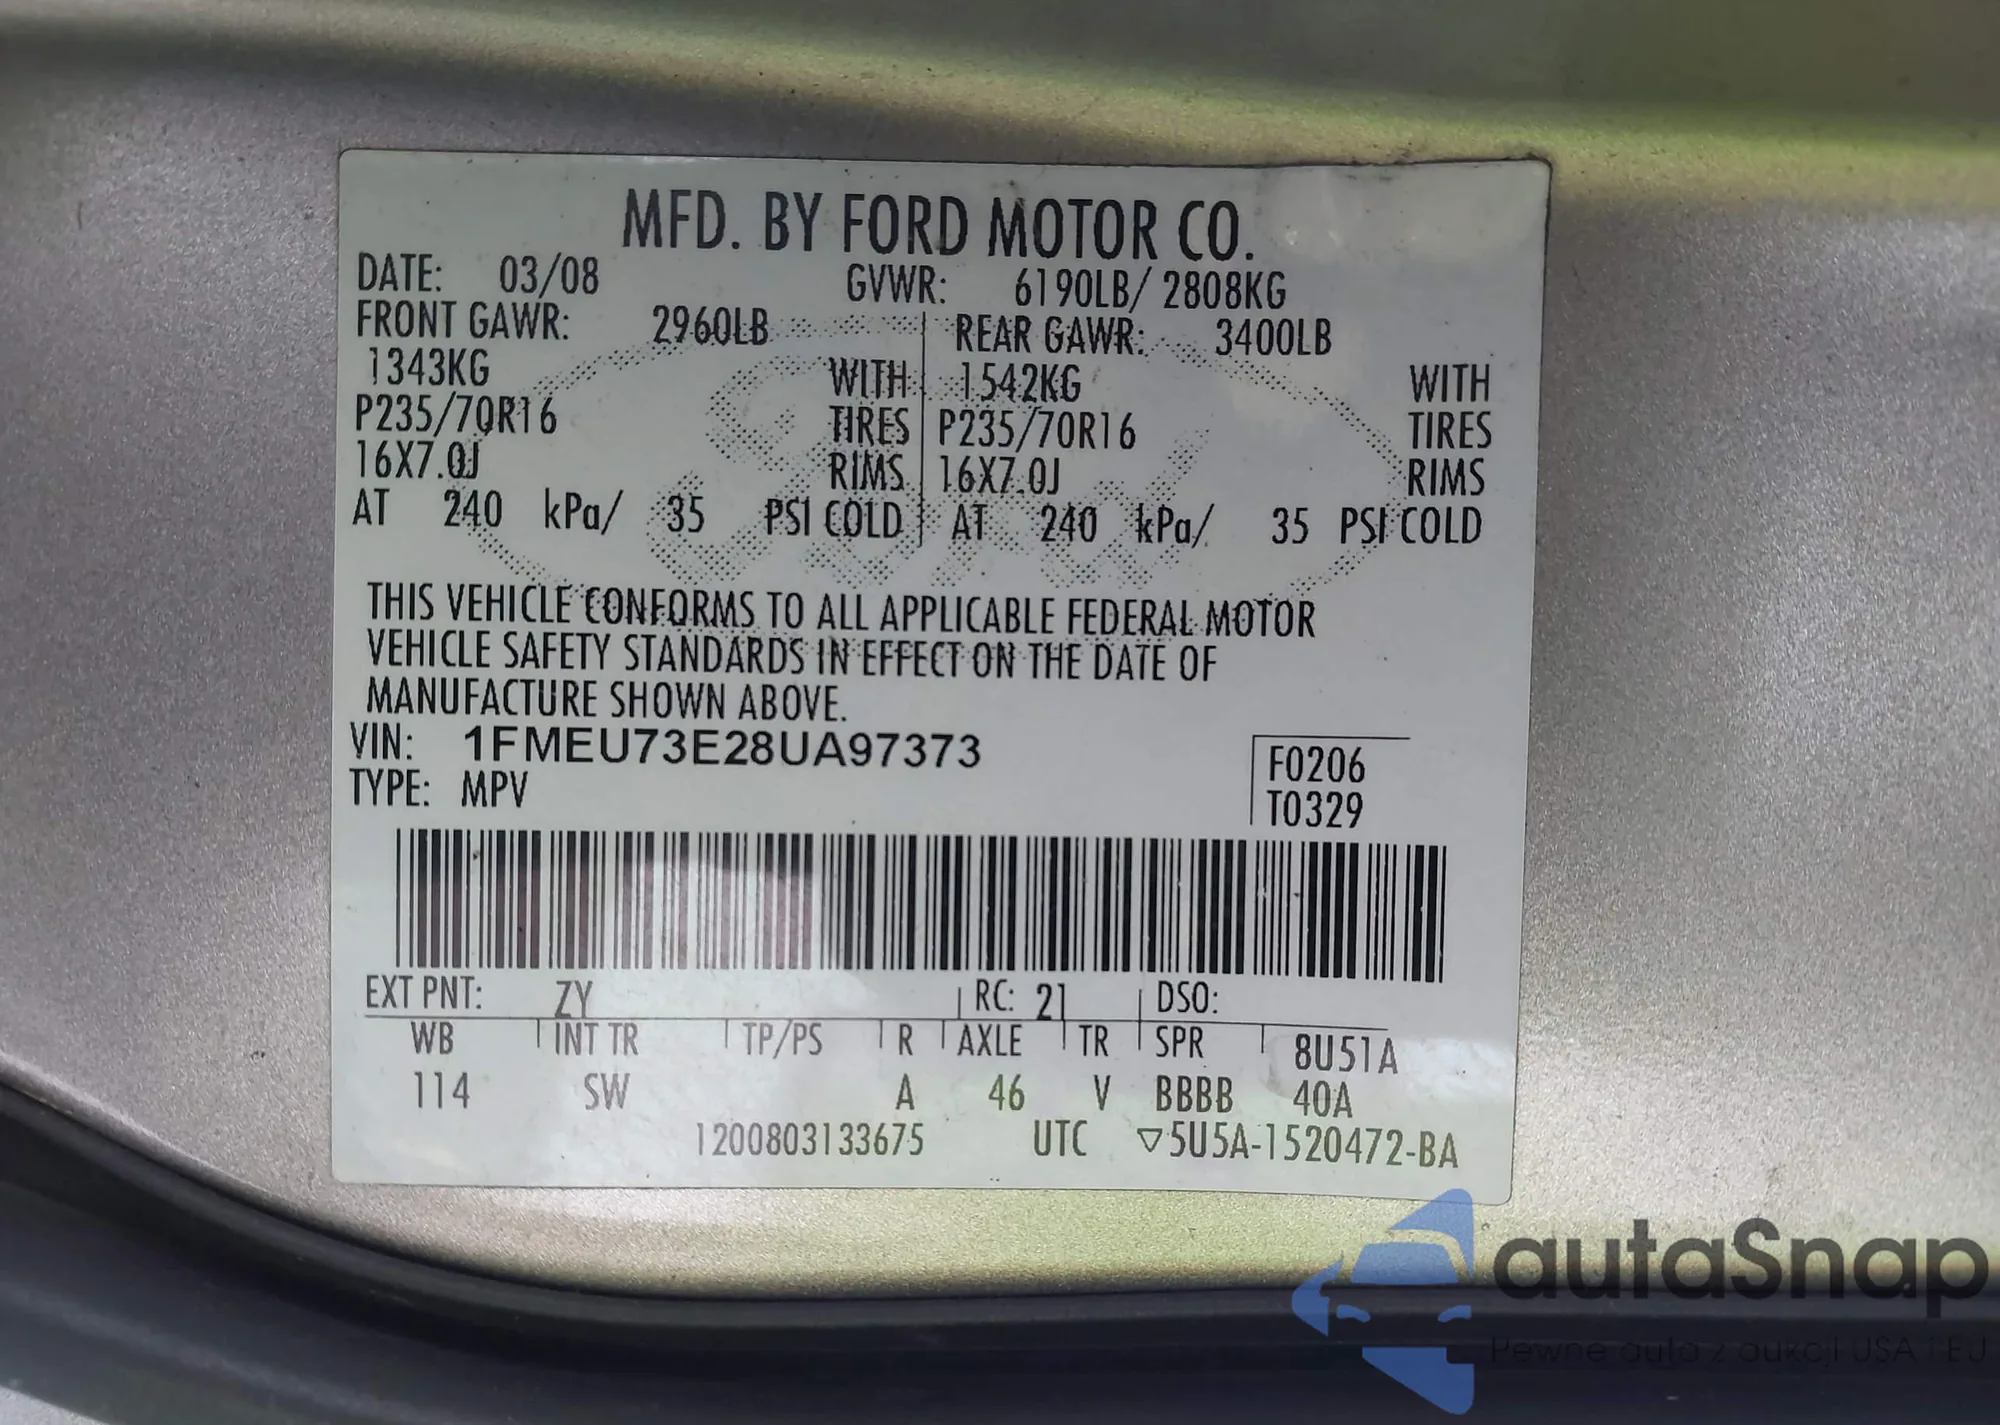 MFD. BY FORD MOTOR CO.
DATE: 03/08 GVWR: 6190LB/ 2808KG
FRONT GAWR: 2960LB REAR GAWR: 3400LB
1343KG WITH 1542KG WITH
P235/70R16 TIRES P235/70R16 TIRES
16X7.0J RIMS 16X7.0J RIMS
AT 240 kPa/ 35 PSI COLD AT 240 kPa/ 35 PSI COLD
THIS VEHICLE CONFORMS TO ALL APPLICABLE FEDERAL MOTOR
VEHICLE SAFETY STANDARDS IN EFFECT ON THE DATE OF
MANUFACTURE SHOWN ABOVE.
VIN: 1FMEU73E28UA97373
TYPE: MPV
F0206
T0329
EXT PNT: ZY RC: 21 DSO:
WB INT TR TP/PS R AXLE TR SPR 8U51A
114 SW A 46 V BBBB 40A
1200803133675 UTC ▽5U5A-1520472-BA
autaSnap
Pewne auta z aukcji USA i EU